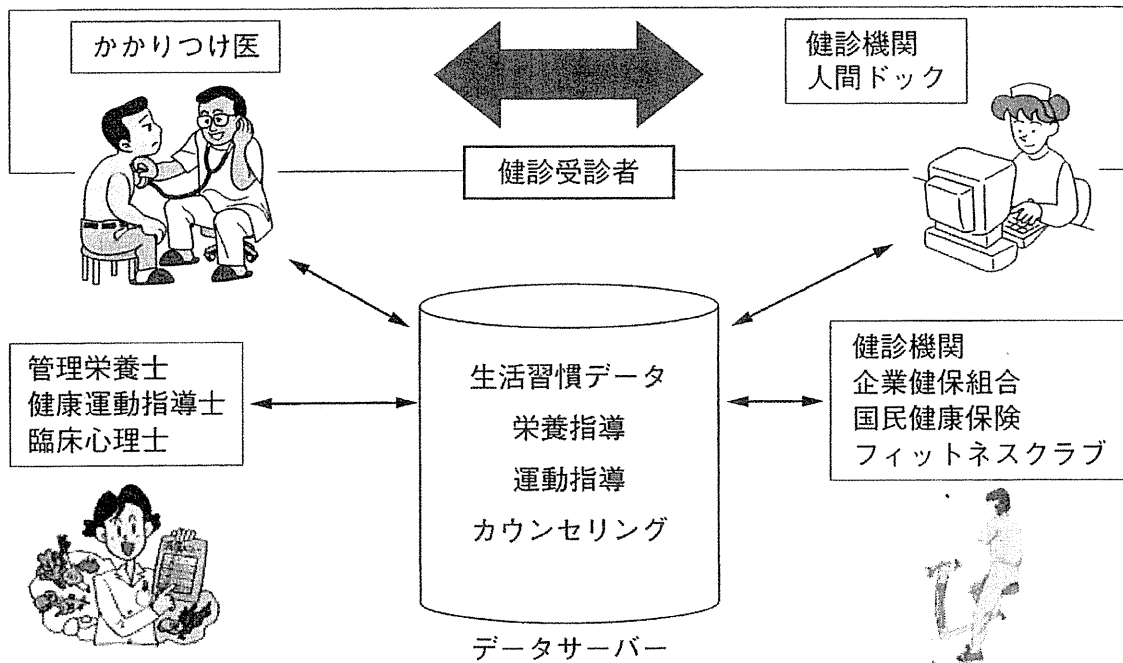 かかりつけ医
健診機関
人間ドック
健診受診者
管理栄養士
健康運動指導士
臨床心理士
生活習慣データ
栄養指導
運動指導
カウンセリング
健診機関
企業健保組合
国民健康保険
フィットネスクラブ
データサーバー